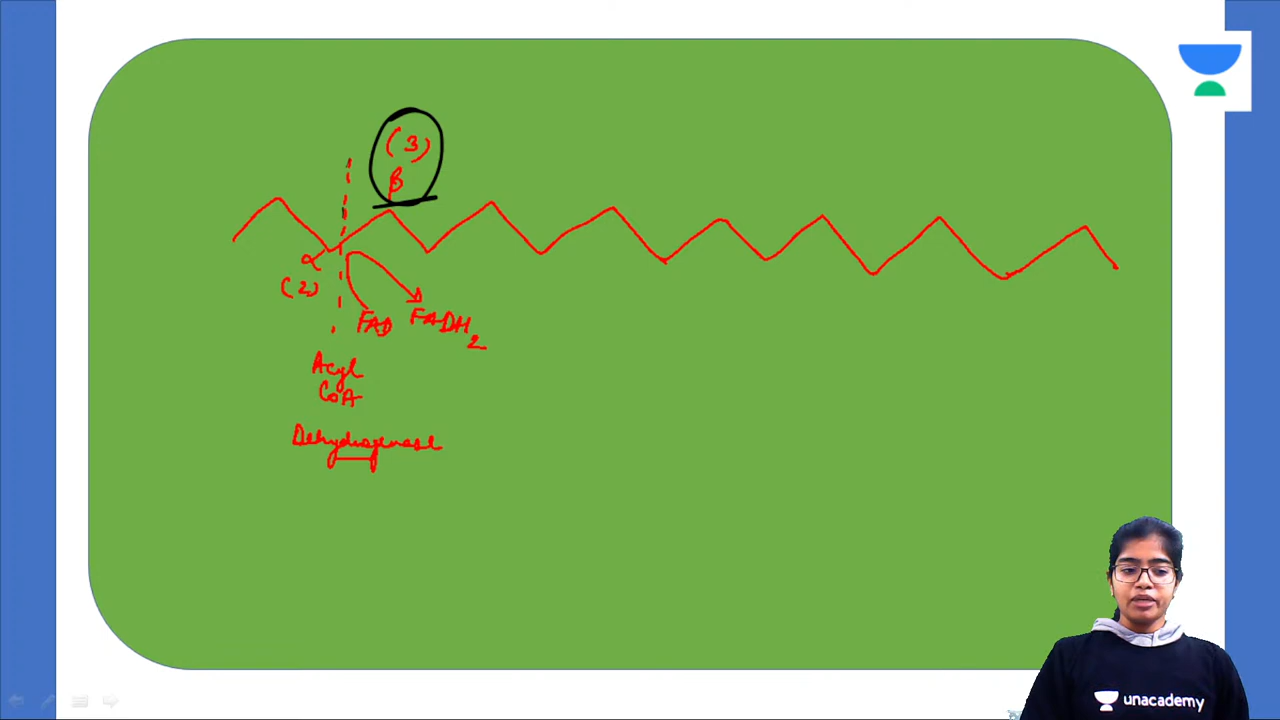 (3)
β
α
(2)
FAD FADH2
Acyl
CoA
Dehydrogenase
unacademy